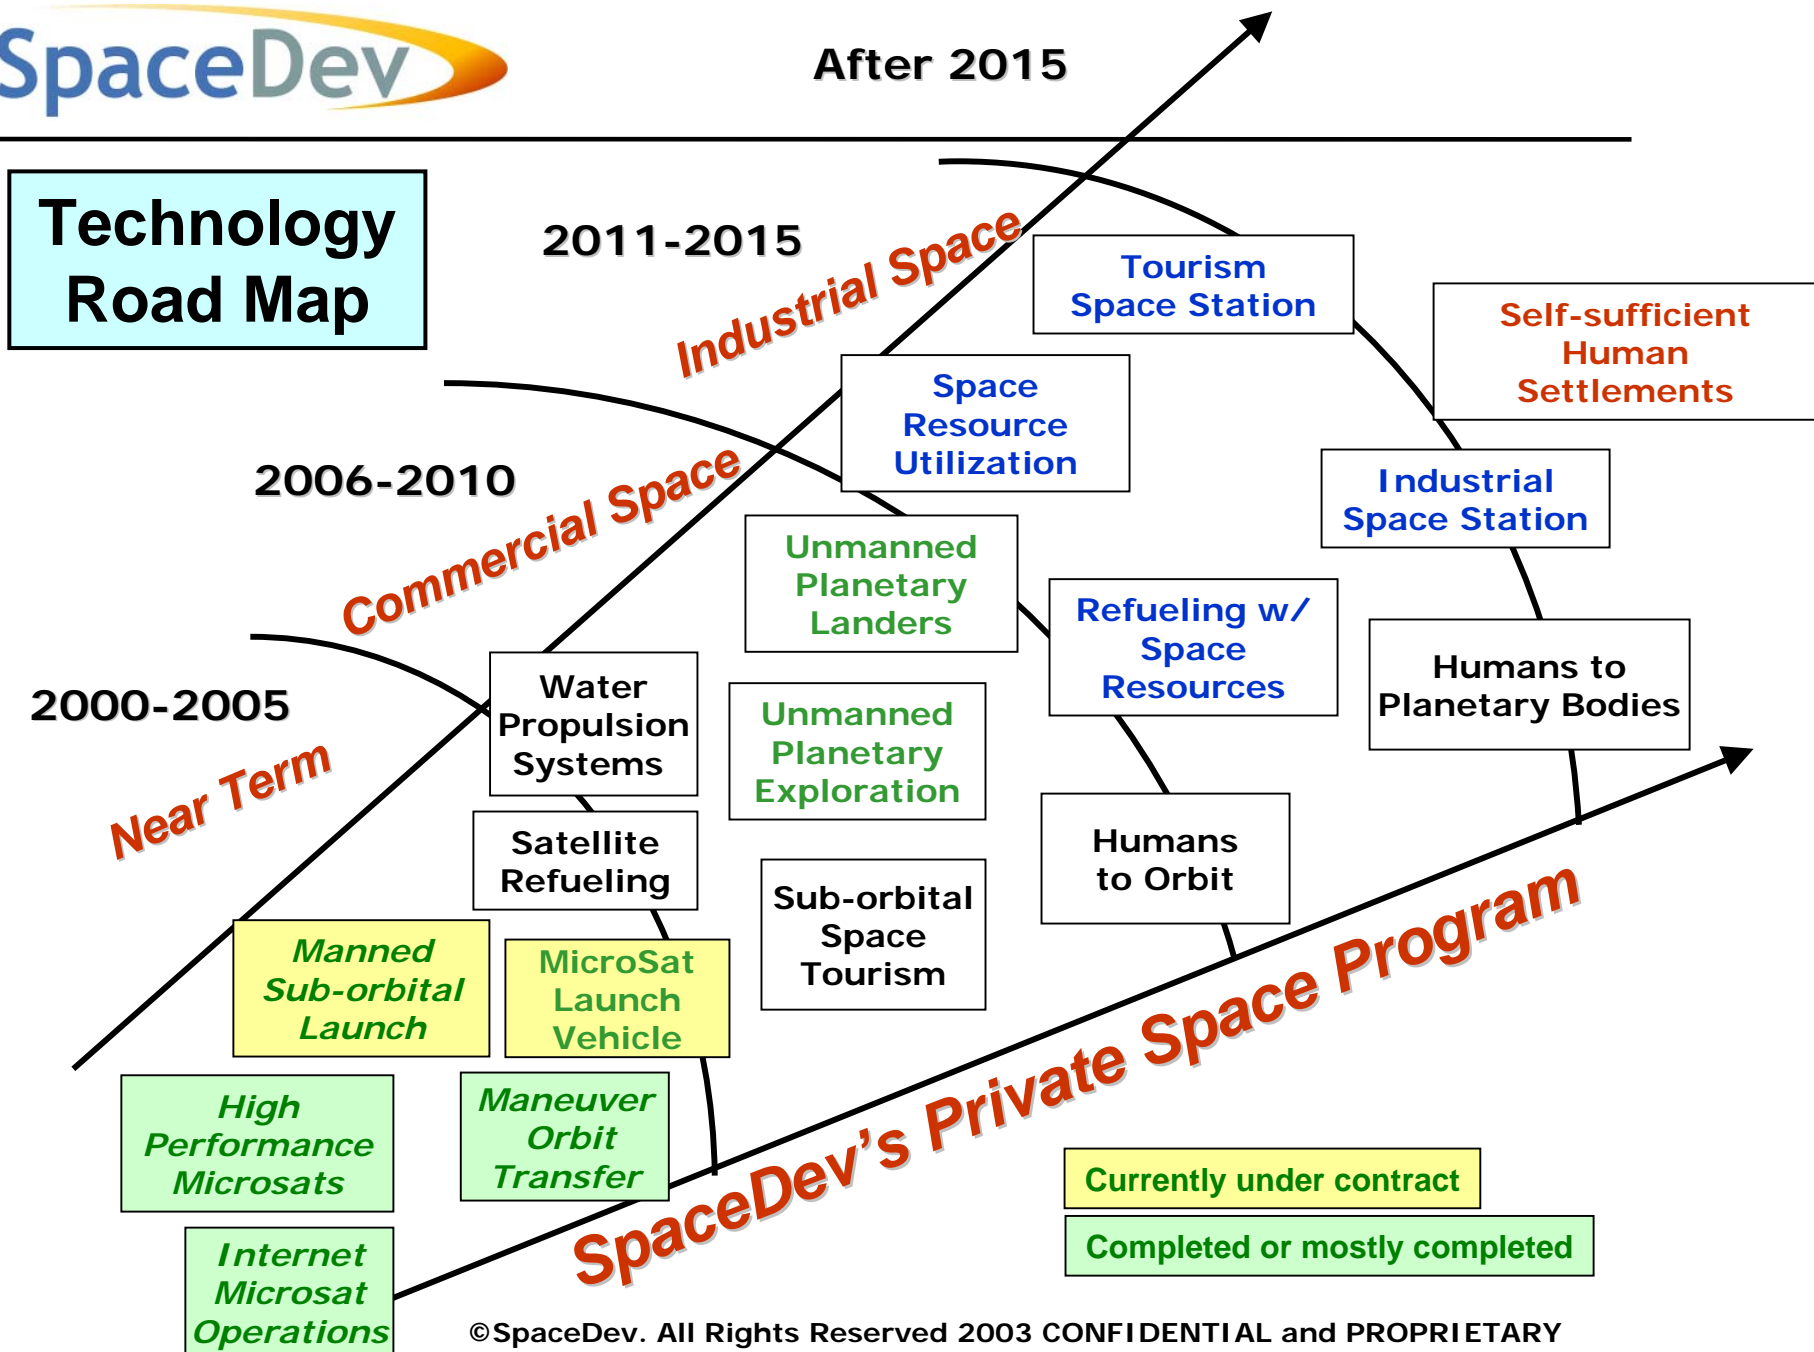 SpaceDev
After 2015
Technology
Road Map
2011-2015
Industrial Space
Tourism
Space Station
Self-sufficient
Human
Settlements
Space
Resource
Utilization
2006-2010
Commercial Space
Industrial
Space Station
Unmanned
Planetary
Landers
Refueling w/
Space
Resources
Humans to
Planetary Bodies
2000-2005
Near Term
Water
Propulsion
Systems
Unmanned
Planetary
Exploration
Satellite
Refueling
Humans
to Orbit
Sub-orbital
Space
Tourism
Manned
Sub-orbital
Launch
MicroSat
Launch
Vehicle
SpaceDev’s Private Space Program
High
Performance
Microsats
Maneuver
Orbit
Transfer
Currently under contract
Completed or mostly completed
Internet
Microsat
Operations
©SpaceDev. All Rights Reserved 2003 CONFIDENTIAL and PROPRIETARY